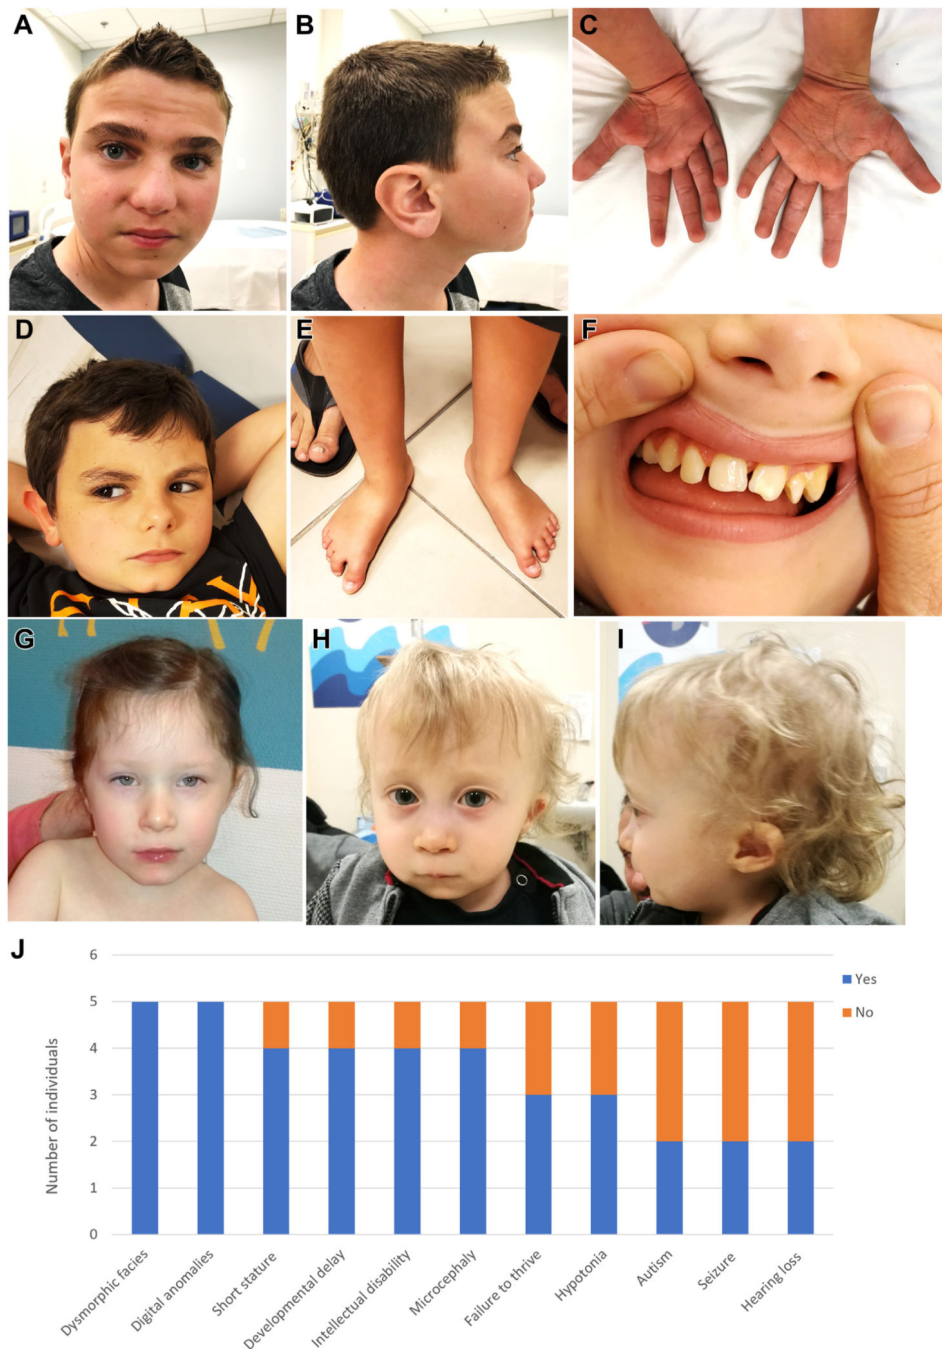 A
B
C
D
E
F
G
H
I
J
6
5
4
3
2
1
0
Number of individuals
Yes
No
Dysmorphic facies
Digital anomalies
Short stature
Developmental delay
Intellectual disability
Microcephaly
Failure to thrive
Hypotonia
Autism
Seizure
Hearing loss